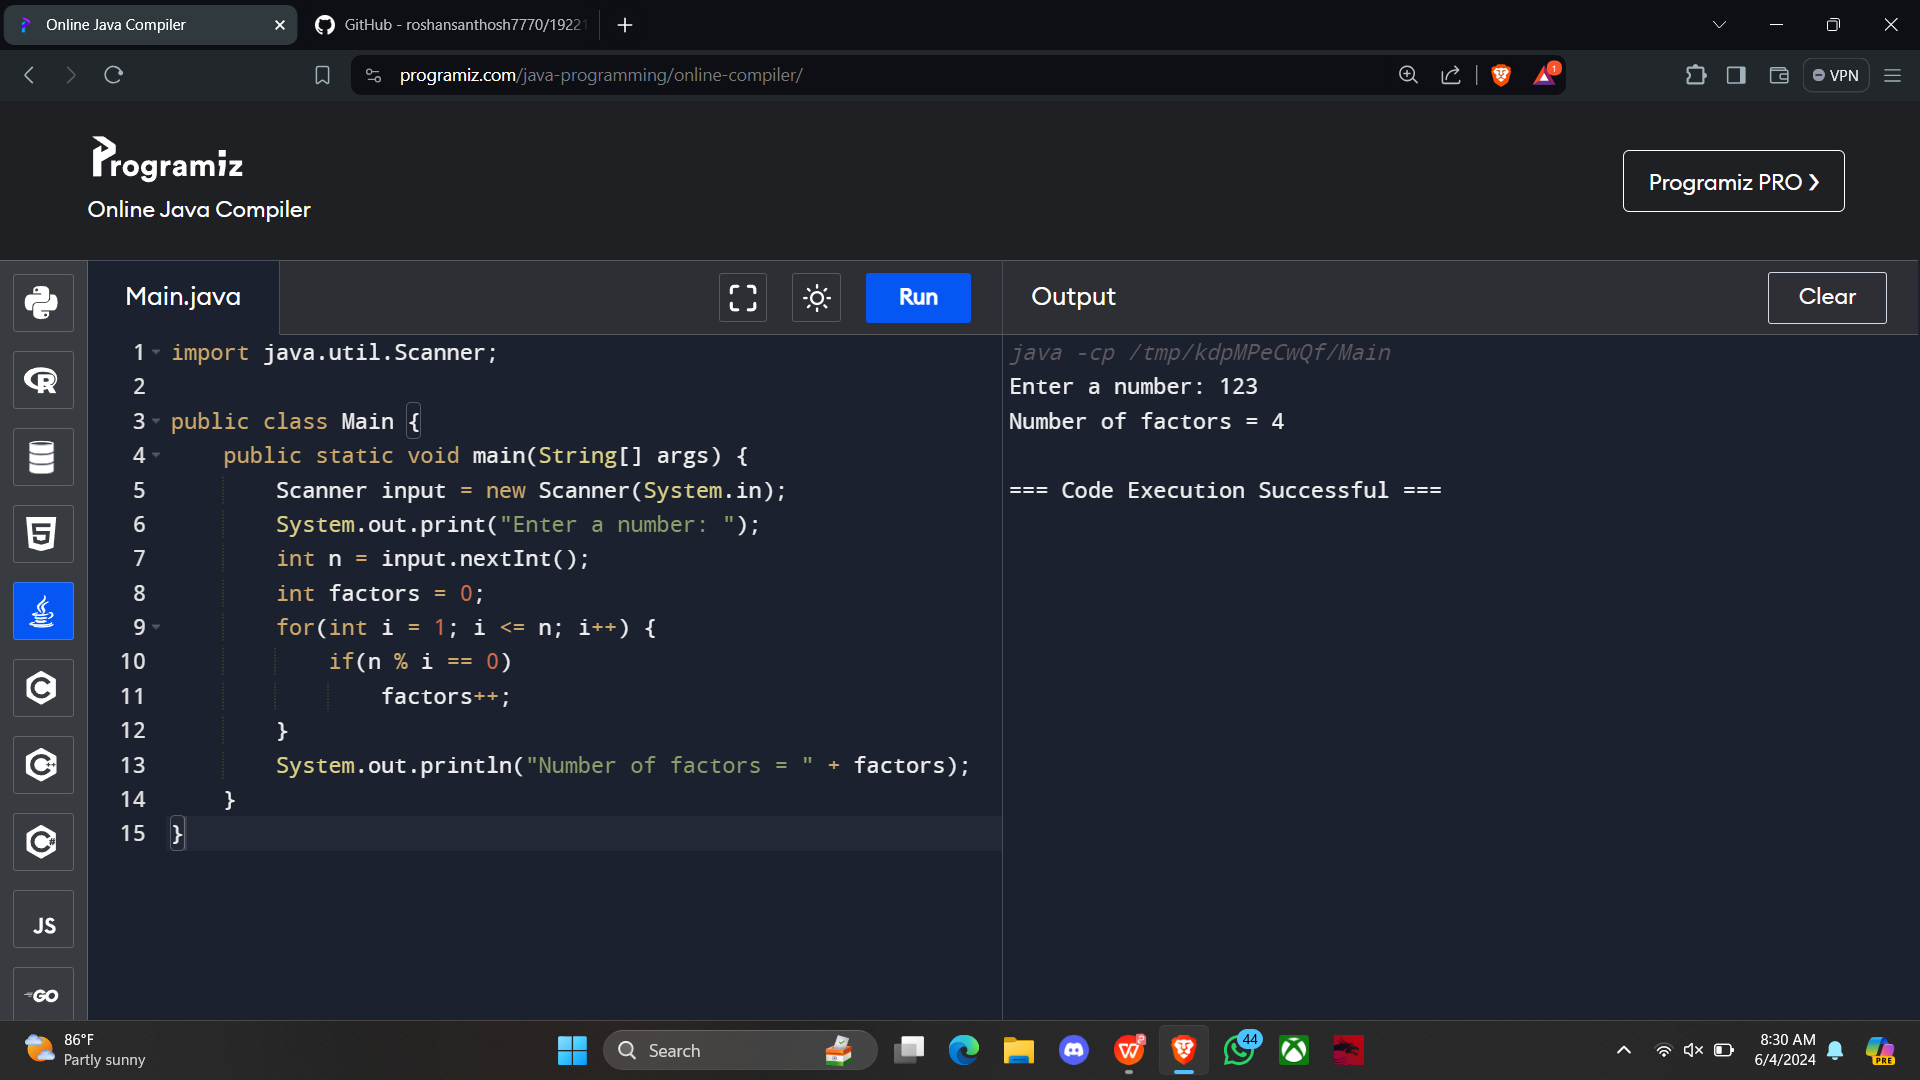 Online Java Compiler
GitHub - roshansanthosh7770/1922
programiz.com/java-programming/online-compiler/
1
VPN
Programiz
Online Java Compiler
Programiz PRO ❯
Main.java
Run
Output
Clear
1 import java.util.Scanner;
2
3 public class Main {
4     public static void main(String[] args) {
5         Scanner input = new Scanner(System.in);
6         System.out.print("Enter a number: ");
7         int n = input.nextInt();
8         int factors = 0;
9         for(int i = 1; i <= n; i++) {
10             if(n % i == 0)
11                 factors++;
12         }
13         System.out.println("Number of factors = " + factors);
14     }
15 }
java -cp /tmp/kdpMPeCwQf/Main
Enter a number: 123
Number of factors = 4
=== Code Execution Successful ===
R
5
C
C++
C#
JS
GO
86°F
Partly sunny
Search
W
44
8:30 AM
6/4/2024
PRE